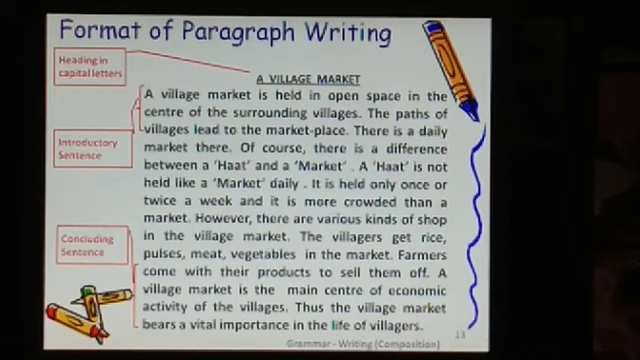 Format of Paragraph Writing
Heading in
capital letters
A VILLAGE MARKET
A village market is held in open space in the
centre of the surrounding villages. The paths of
villages lead to the market-place. There is a daily
Introductory
Sentence
market there. Of course, there is a difference
between a 'Haat' and a 'Market' . A 'Haat' is not
held like a 'Market' daily . It is held only once or
twice a week and it is more crowded than a
market. However, there are various kinds of shop
Concluding
Sentence
in the village market. The villagers get rice,
pulses, meat, vegetables in the market. Farmers
come with their products to sell them off. A
village market is the main centre of economic
activity of the villages. Thus the village market
bears a vital importance in the life of villagers.
13
Grammar - Writing (Composition)